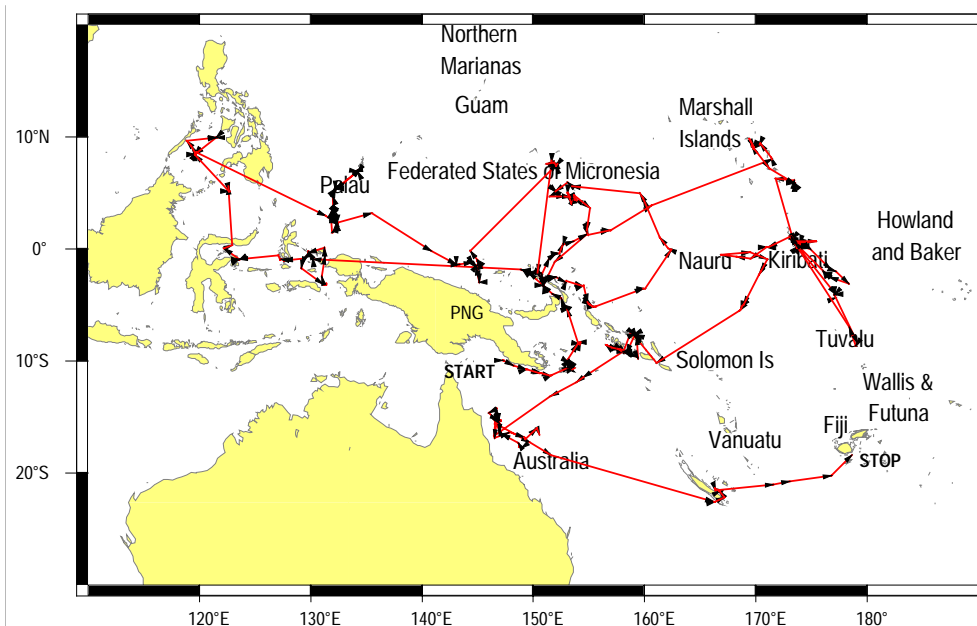 Northern
Marianas
Guam
Marshall
Islands
10°N
Federated States of Micronesia
Palau
Howland
and Baker
0°
Nauru
Kiribati
PNG
Tuvalu
10°S
START
Solomon Is
Wallis &
Futuna
Fiji
Vanuatu
Australia
STOP
20°S
120°E
130°E
140°E
150°E
160°E
170°E
180°